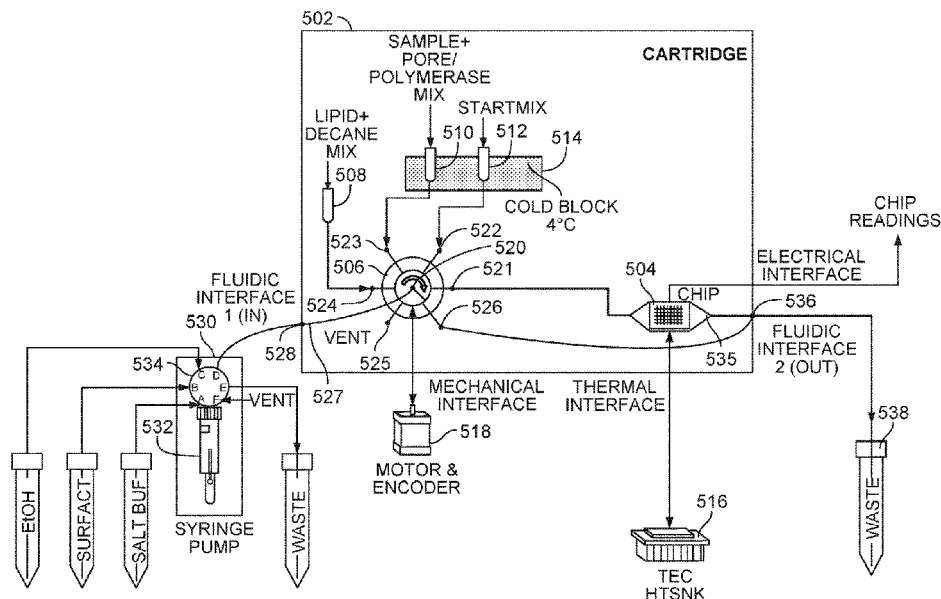 502
SAMPLE+
PORE/
POLYMERASE
MIX
CARTRIDGE
STARTMIX
LIPID+
DECANE
MIX
510
512
514
508
COLD BLOCK
4°C
CHIP
READINGS
523
522
520
506
521
504
ELECTRICAL
INTERFACE
FLUIDIC
INTERFACE
1 (IN)
524
526
CHIP
536
530
VENT
525
535
FLUIDIC
INTERFACE
2 (OUT)
528
527
534
C D
B E
A F
VENT
MECHANICAL
INTERFACE
THERMAL
INTERFACE
532
518
538
MOTOR &
ENCODER
516
EtOH
SURFACT
SALT BUF
SYRINGE
PUMP
WASTE
WASTE
TEC
HTSNK